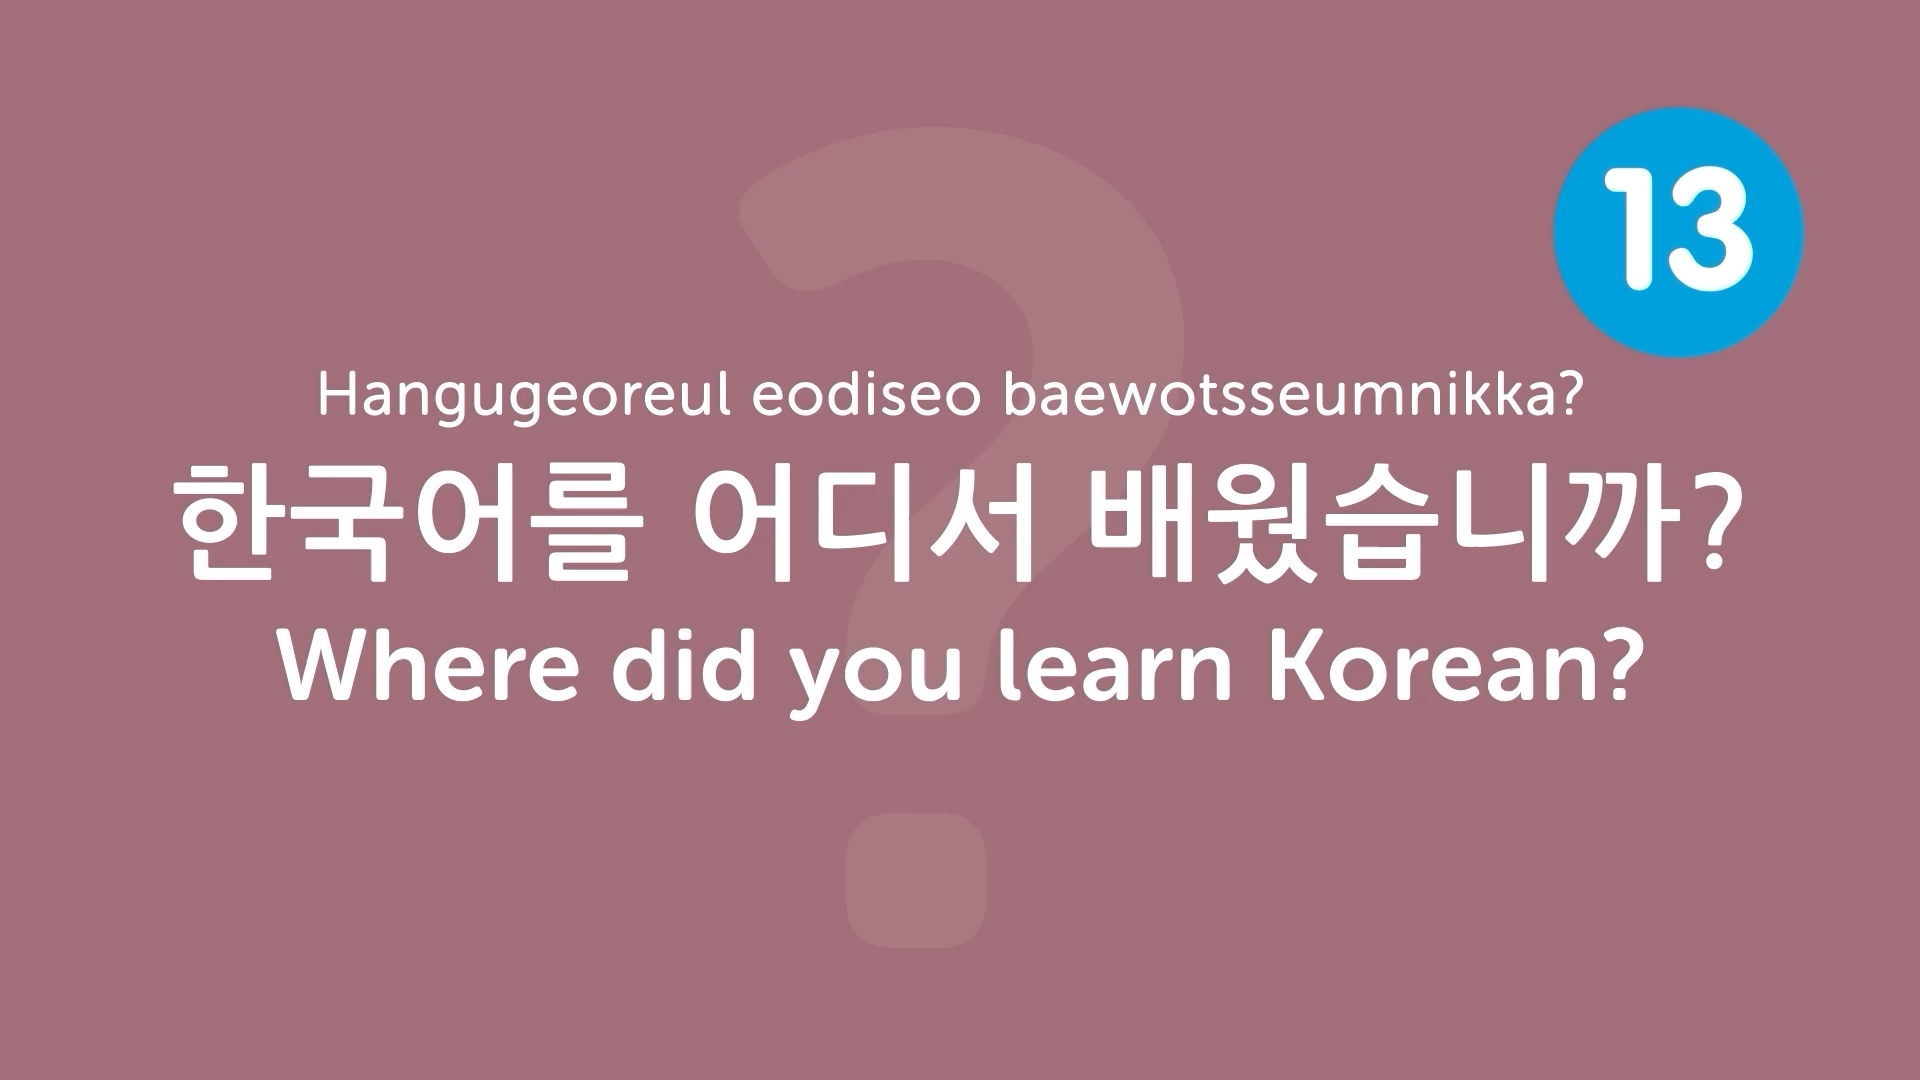 13
Hangugeoreul eodiseo baewotsseumnikka?
한국어를 어디서 배웠습니까?
Where did you learn Korean?